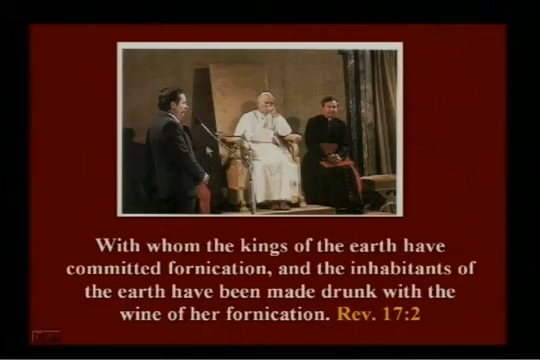 With whom the kings of the earth have
committed fornication, and the inhabitants of
the earth have been made drunk with the
wine of her fornication. Rev. 17:2